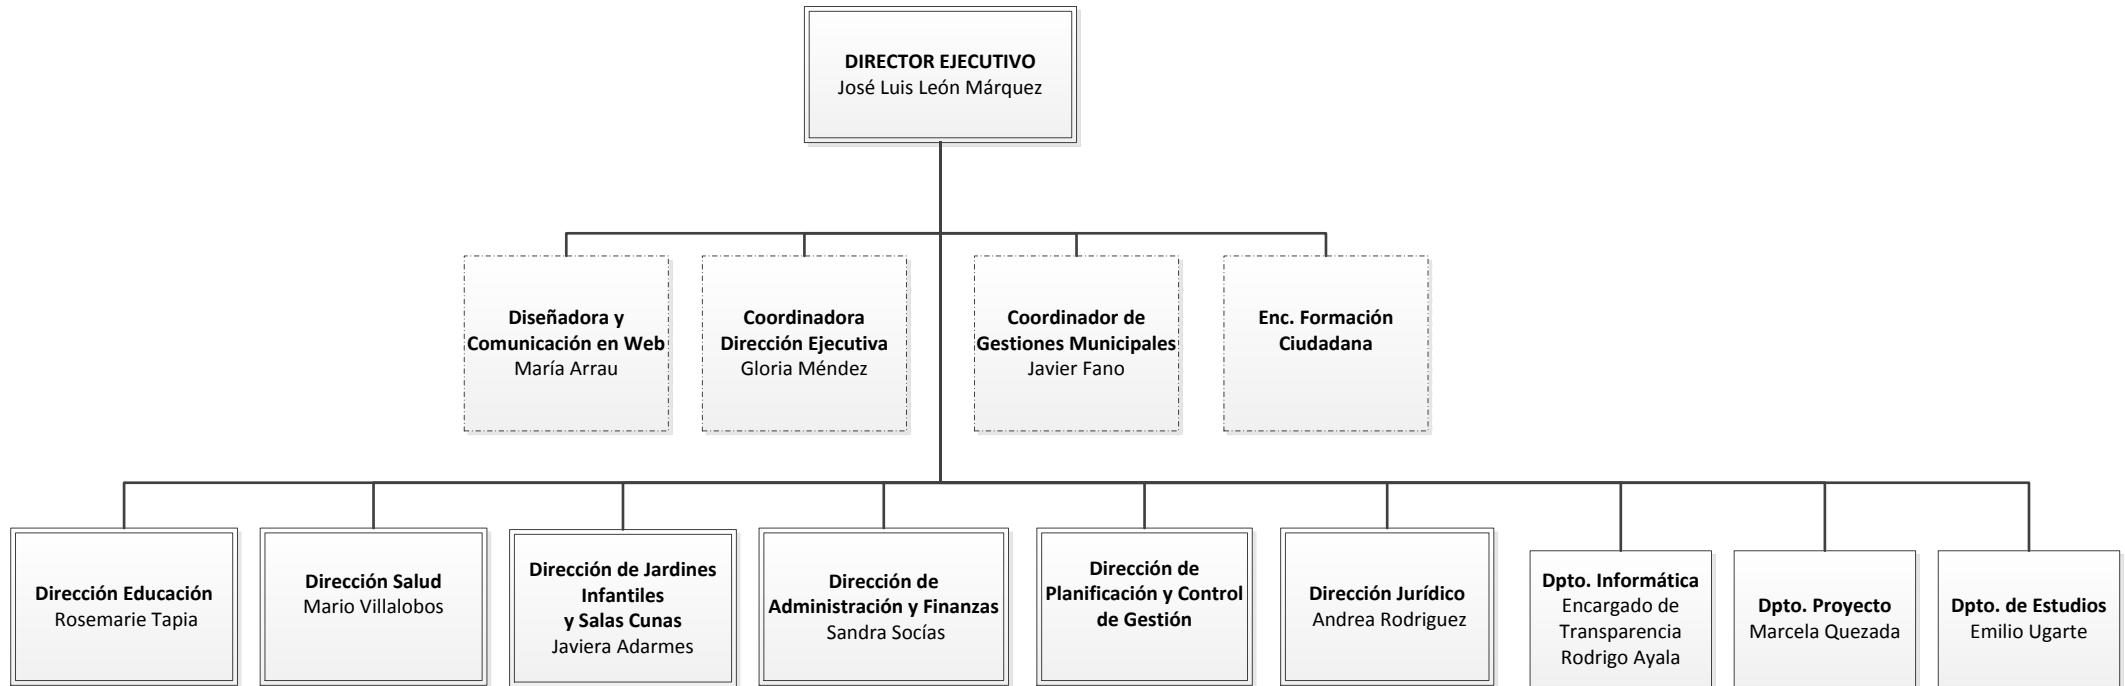 DIRECTOR EJECUTIVO
José Luis León Márquez
Diseñadora y
Comunicación en Web
María Arrau
Coordinadora
Dirección Ejecutiva
Gloria Méndez
Coordinador de
Gestiones Municipales
Javier Fano
Enc. Formación
Ciudadana
Dirección Educación
Rosemarie Tapia
Dirección Salud
Mario Villalobos
Dirección de Jardines
Infantiles
y Salas Cunas
Javiera Adarmes
Dirección de
Administración y Finanzas
Sandra Socías
Dirección de
Planificación y Control
de Gestión
Dirección Jurídico
Andrea Rodriguez
Dpto. Informática
Encargado de
Transparencia
Rodrigo Ayala
Dpto. Proyecto
Marcela Quezada
Dpto. de Estudios
Emilio Ugarte